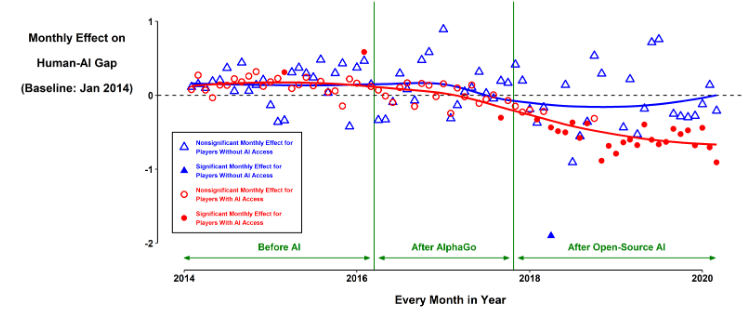 Monthly Effect on
Human-AI Gap
(Baseline: Jan 2014)
1
0
-1
-2
Nonsignificant Monthly Effect for
Players Without AI Access
Significant Monthly Effect for
Players Without AI Access
Nonsignificant Monthly Effect for
Players With AI Access
Significant Monthly Effect for
Players With AI Access
Before AI
After AlphaGo
After Open-Source AI
2014
2016
2018
2020
Every Month in Year